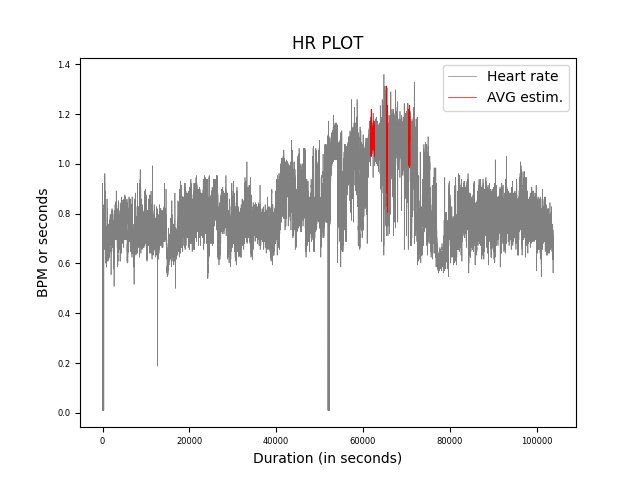 HR PLOT
Heart rate
AVG estim.
1.4
1.2
1.0
0.8
0.6
0.4
0.2
0.0
BPM or seconds
0
20000
40000
60000
80000
100000
Duration (in seconds)